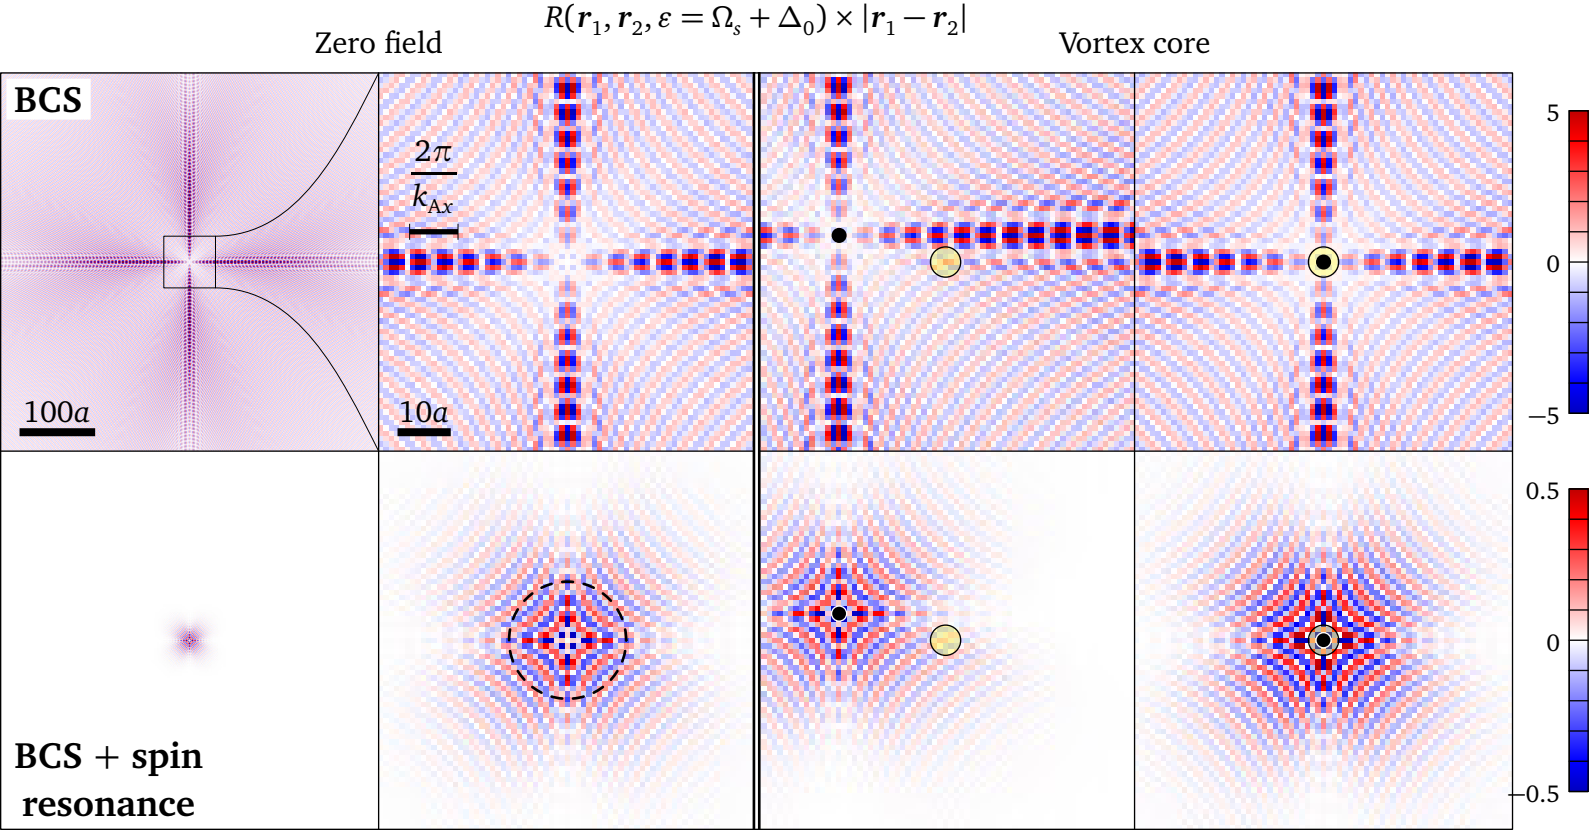 R(r₁, r₂, ε = Ωₛ + Δ₀) × |r₁ − r₂|
Zero field
Vortex core
BCS
2π
k_Ax
100a
10a
5
0
−5
BCS + spin
resonance
0.5
0
−0.5